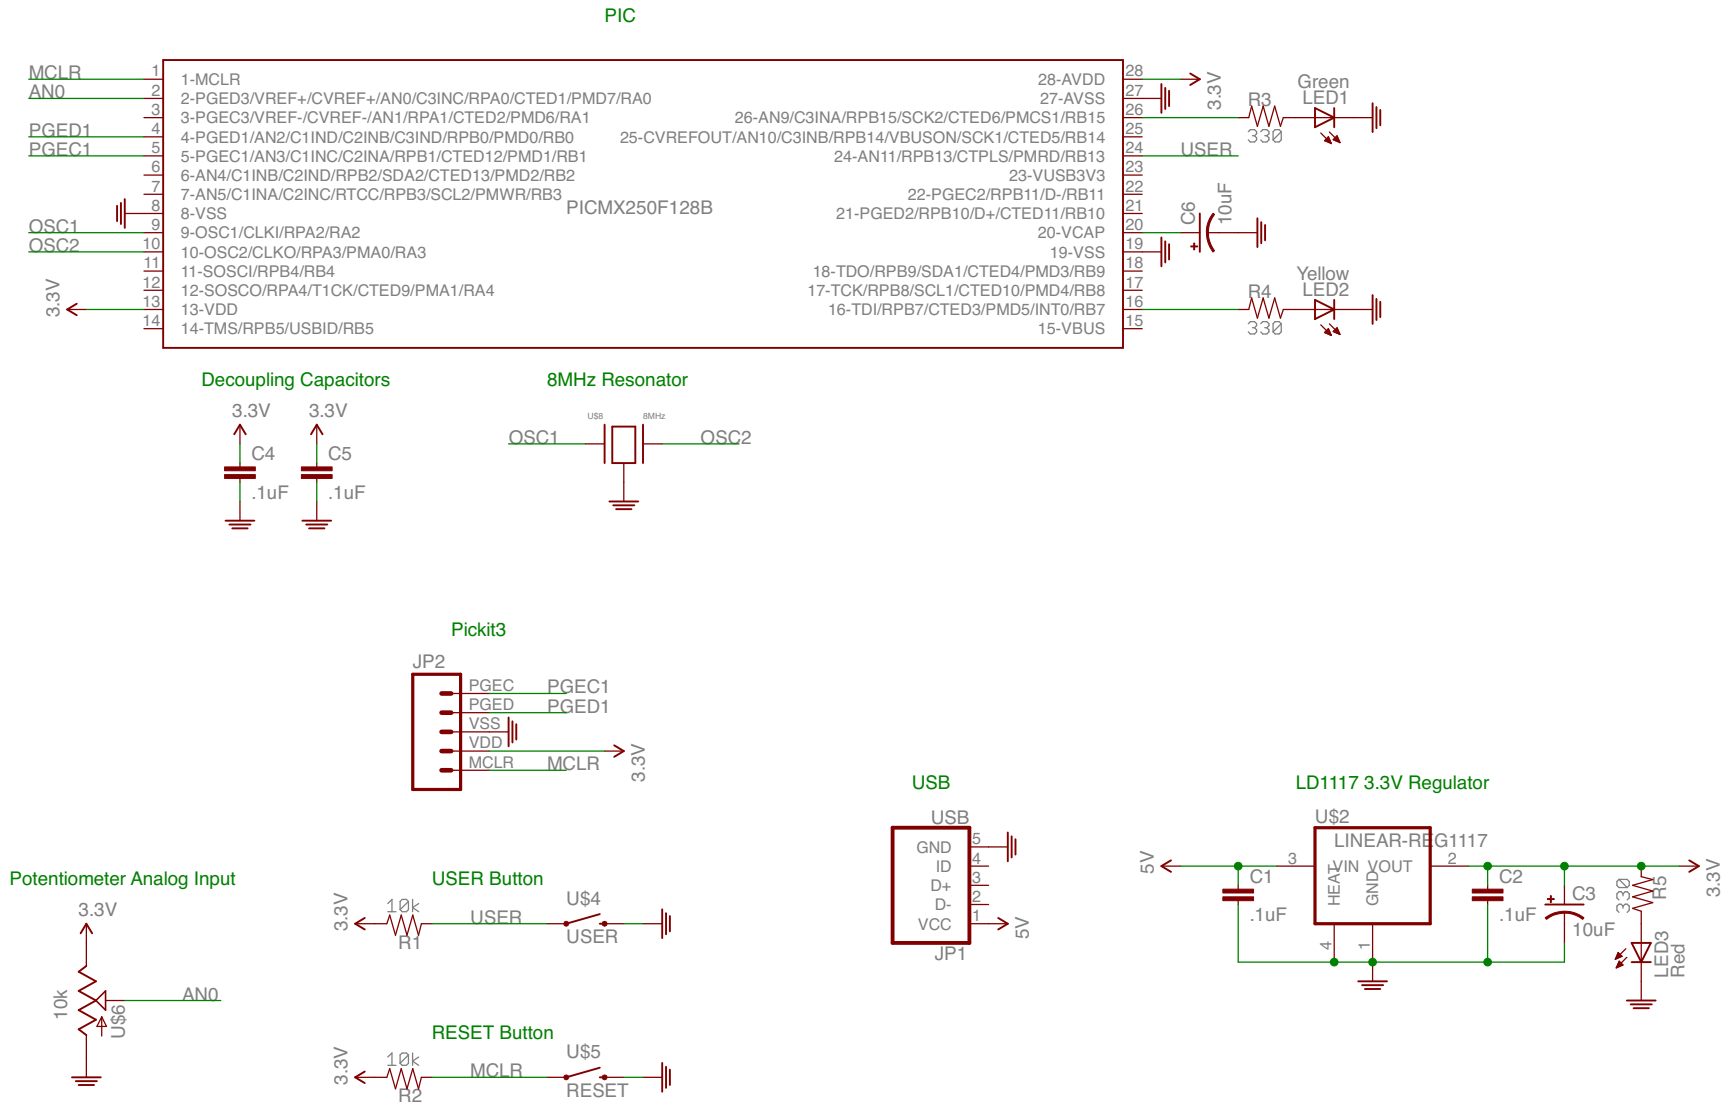 PIC
MCLR
AN0
PGED1
PGEC1
OSC1
OSC2
3.3V
1
2
3
4
5
6
7
8
9
10
11
12
13
14
1-MCLR
2-PGED3/VREF+/CVREF+/AN0/C3INC/RPA0/CTED1/PMD7/RA0
3-PGEC3/VREF-/CVREF-/AN1/RPA1/CTED2/PMD6/RA1
4-PGED1/AN2/C1IND/C2INB/C3IND/RPB0/PMD0/RB0
5-PGEC1/AN3/C1INC/C2INA/RPB1/CTED12/PMD1/RB1
6-AN4/C1INB/C2IND/RPB2/SDA2/CTED13/PMD2/RB2
7-AN5/C1INA/C2INC/RTCC/RPB3/SCL2/PMWR/RB3
8-VSS
9-OSC1/CLKI/RPA2/RA2
10-OSC2/CLKO/RPA3/PMA0/RA3
11-SOSCI/RPB4/RB4
12-SOSCO/RPA4/T1CK/CTED9/PMA1/RA4
13-VDD
14-TMS/RPB5/USBID/RB5
PICMX250F128B
28-AVDD
27-AVSS
26-AN9/C3INA/RPB15/SCK2/CTED6/PMCS1/RB15
25-CVREFOUT/AN10/C3INB/RPB14/VBUSON/SCK1/CTED5/RB14
24-AN11/RPB13/CTPLS/PMRD/RB13
23-VUSB3V3
22-PGEC2/RPB11/D-/RB11
21-PGED2/RPB10/D+/CTED11/RB10
20-VCAP
19-VSS
18-TDO/RPB9/SDA1/CTED4/PMD3/RB9
17-TCK/RPB8/SCL1/CTED10/PMD4/RB8
16-TDI/RPB7/CTED3/PMD5/INT0/RB7
15-VBUS
28
27
26
25
24
23
22
21
20
19
18
17
16
15
3.3V
R3
330
Green
LED1
USER
C6
10uF
+
R4
330
Yellow
LED2
Decoupling Capacitors
3.3V
3.3V
C4
C5
.1uF
.1uF
8MHz Resonator
U$8
8MHz
OSC1
OSC2
Pickit3
JP2
PGEC
PGEC1
PGED
PGED1
VSS
VDD
3.3V
MCLR
MCLR
Potentiometer Analog Input
3.3V
10k
U$6
AN0
USER Button
3.3V
10k
R1
USER
U$4
USER
RESET Button
3.3V
10k
R2
MCLR
U$5
RESET
USB
USB
GND
5
ID
4
D+
3
D-
2
VCC
1
5V
JP1
LD1117 3.3V Regulator
U$2
LINEAR-REG1117
5V
3
VIN
VOUT
2
3.3V
HEAT
GND
4
1
C1
.1uF
C2
.1uF
+
C3
10uF
330
R5
LED3
Red